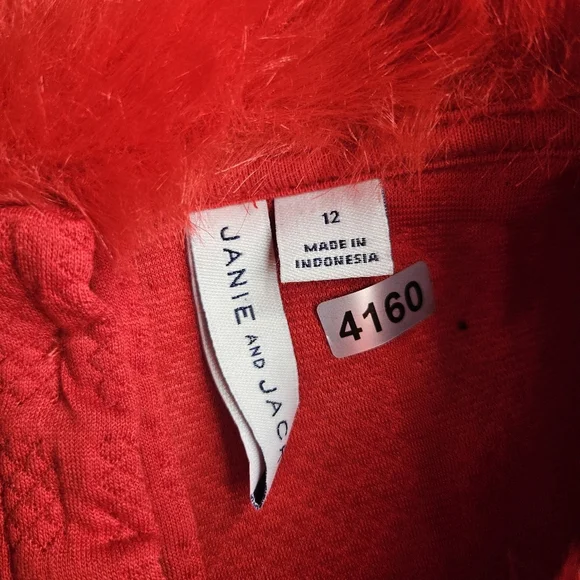 JANIE AND JAC
12
MADE IN
INDONESIA
4160